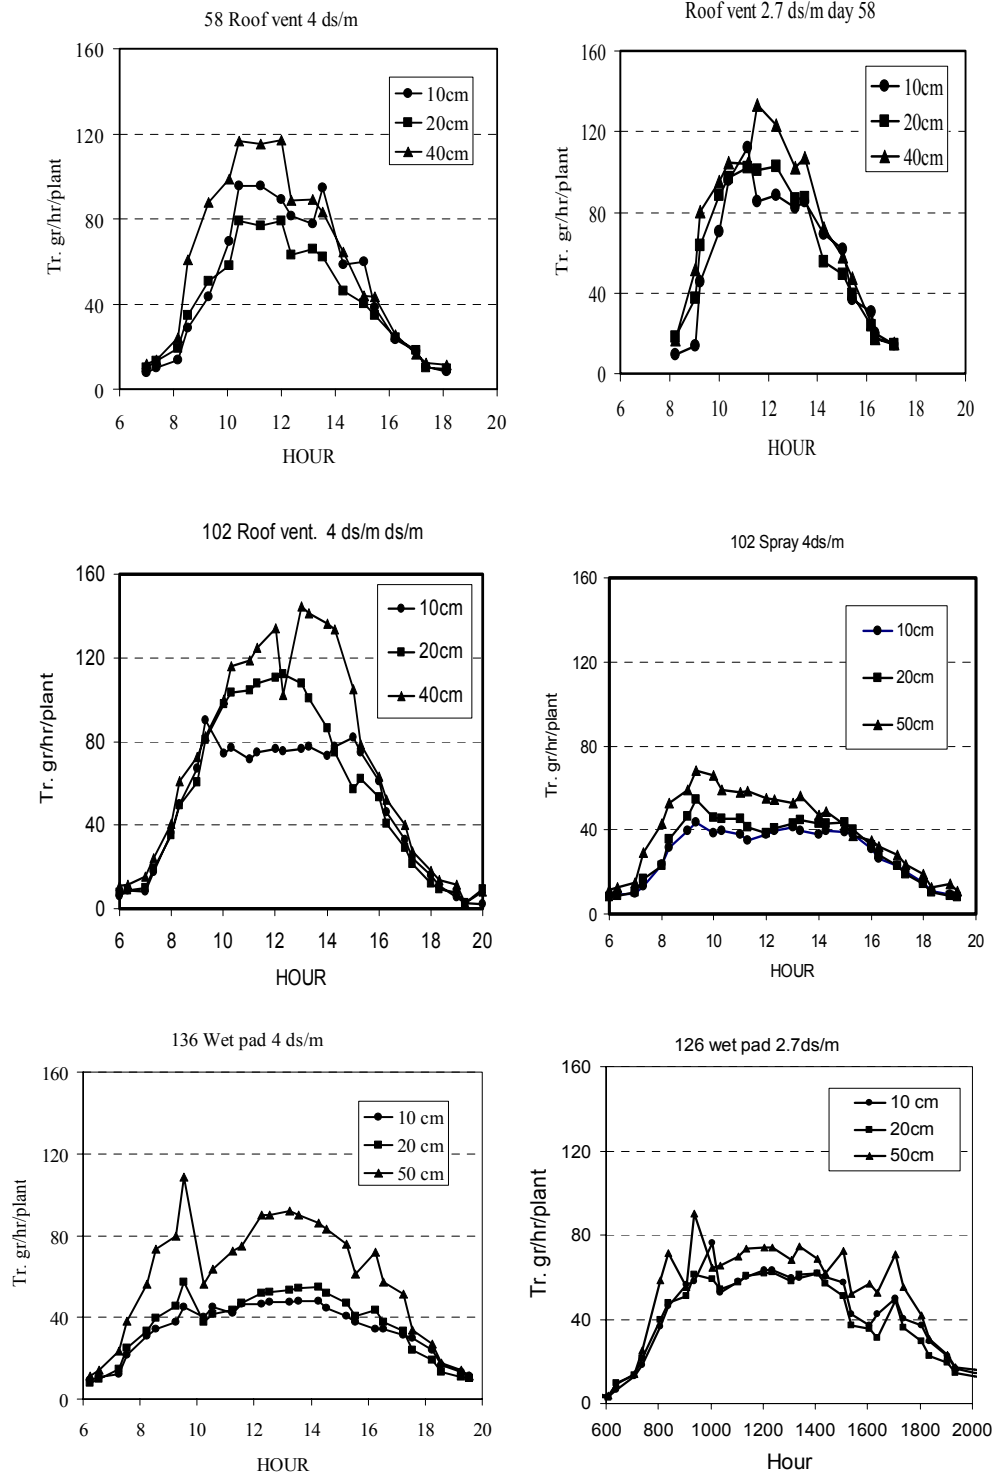 58 Roof vent 4 ds/m
160
120
80
40
0
Tr. gr/hr/plant
10cm
20cm
40cm
6 8 10 12 14 16 18 20
HOUR
Roof vent 2.7 ds/m day 58
160
120
80
40
0
Tr. gr/hr/plant
10cm
20cm
40cm
6 8 10 12 14 16 18 20
HOUR
102 Roof vent. 4 ds/m ds/m
160
120
80
40
0
Tr. gr/hr/plant
10cm
20cm
40cm
6 8 10 12 14 16 18 20
HOUR
102 Spray 4ds/m
160
120
80
40
0
Tr. gr/hr/plant
10cm
20cm
50cm
6 8 10 12 14 16 18 20
HOUR
136 Wet pad 4 ds/m
160
120
80
40
0
Tr. gr/hr/plant
10 cm
20 cm
50 cm
6 8 10 12 14 16 18 20
HOUR
126 wet pad 2.7ds/m
160
120
80
40
0
Tr. gr/hr/plant
10 cm
20cm
50cm
600 800 1000 1200 1400 1600 1800 2000
Hour